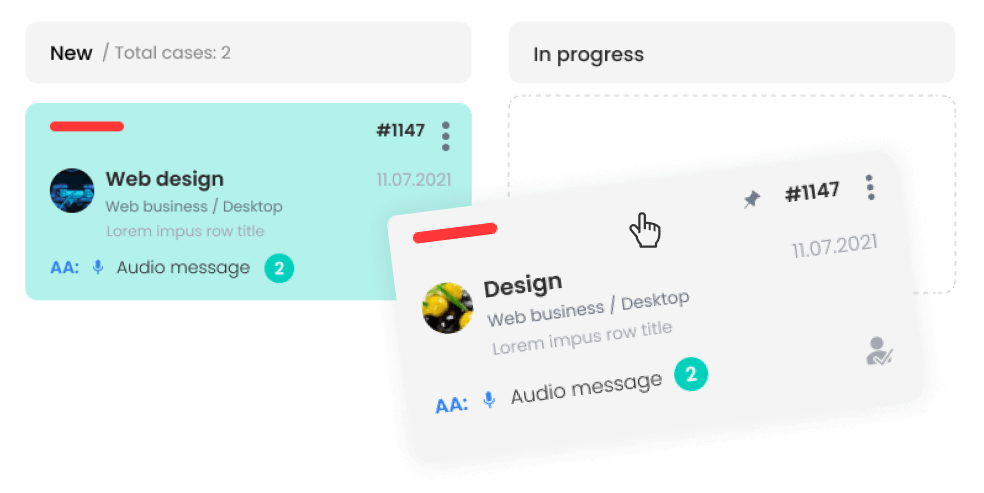 New / Total cases: 2
In progress
#1147
Web design
11.07.2021
Web business / Desktop
Lorem impus row title
AA: Audio message 2
#1147
11.07.2021
Design
Web business / Desktop
Lorem impus row title
AA: Audio message 2